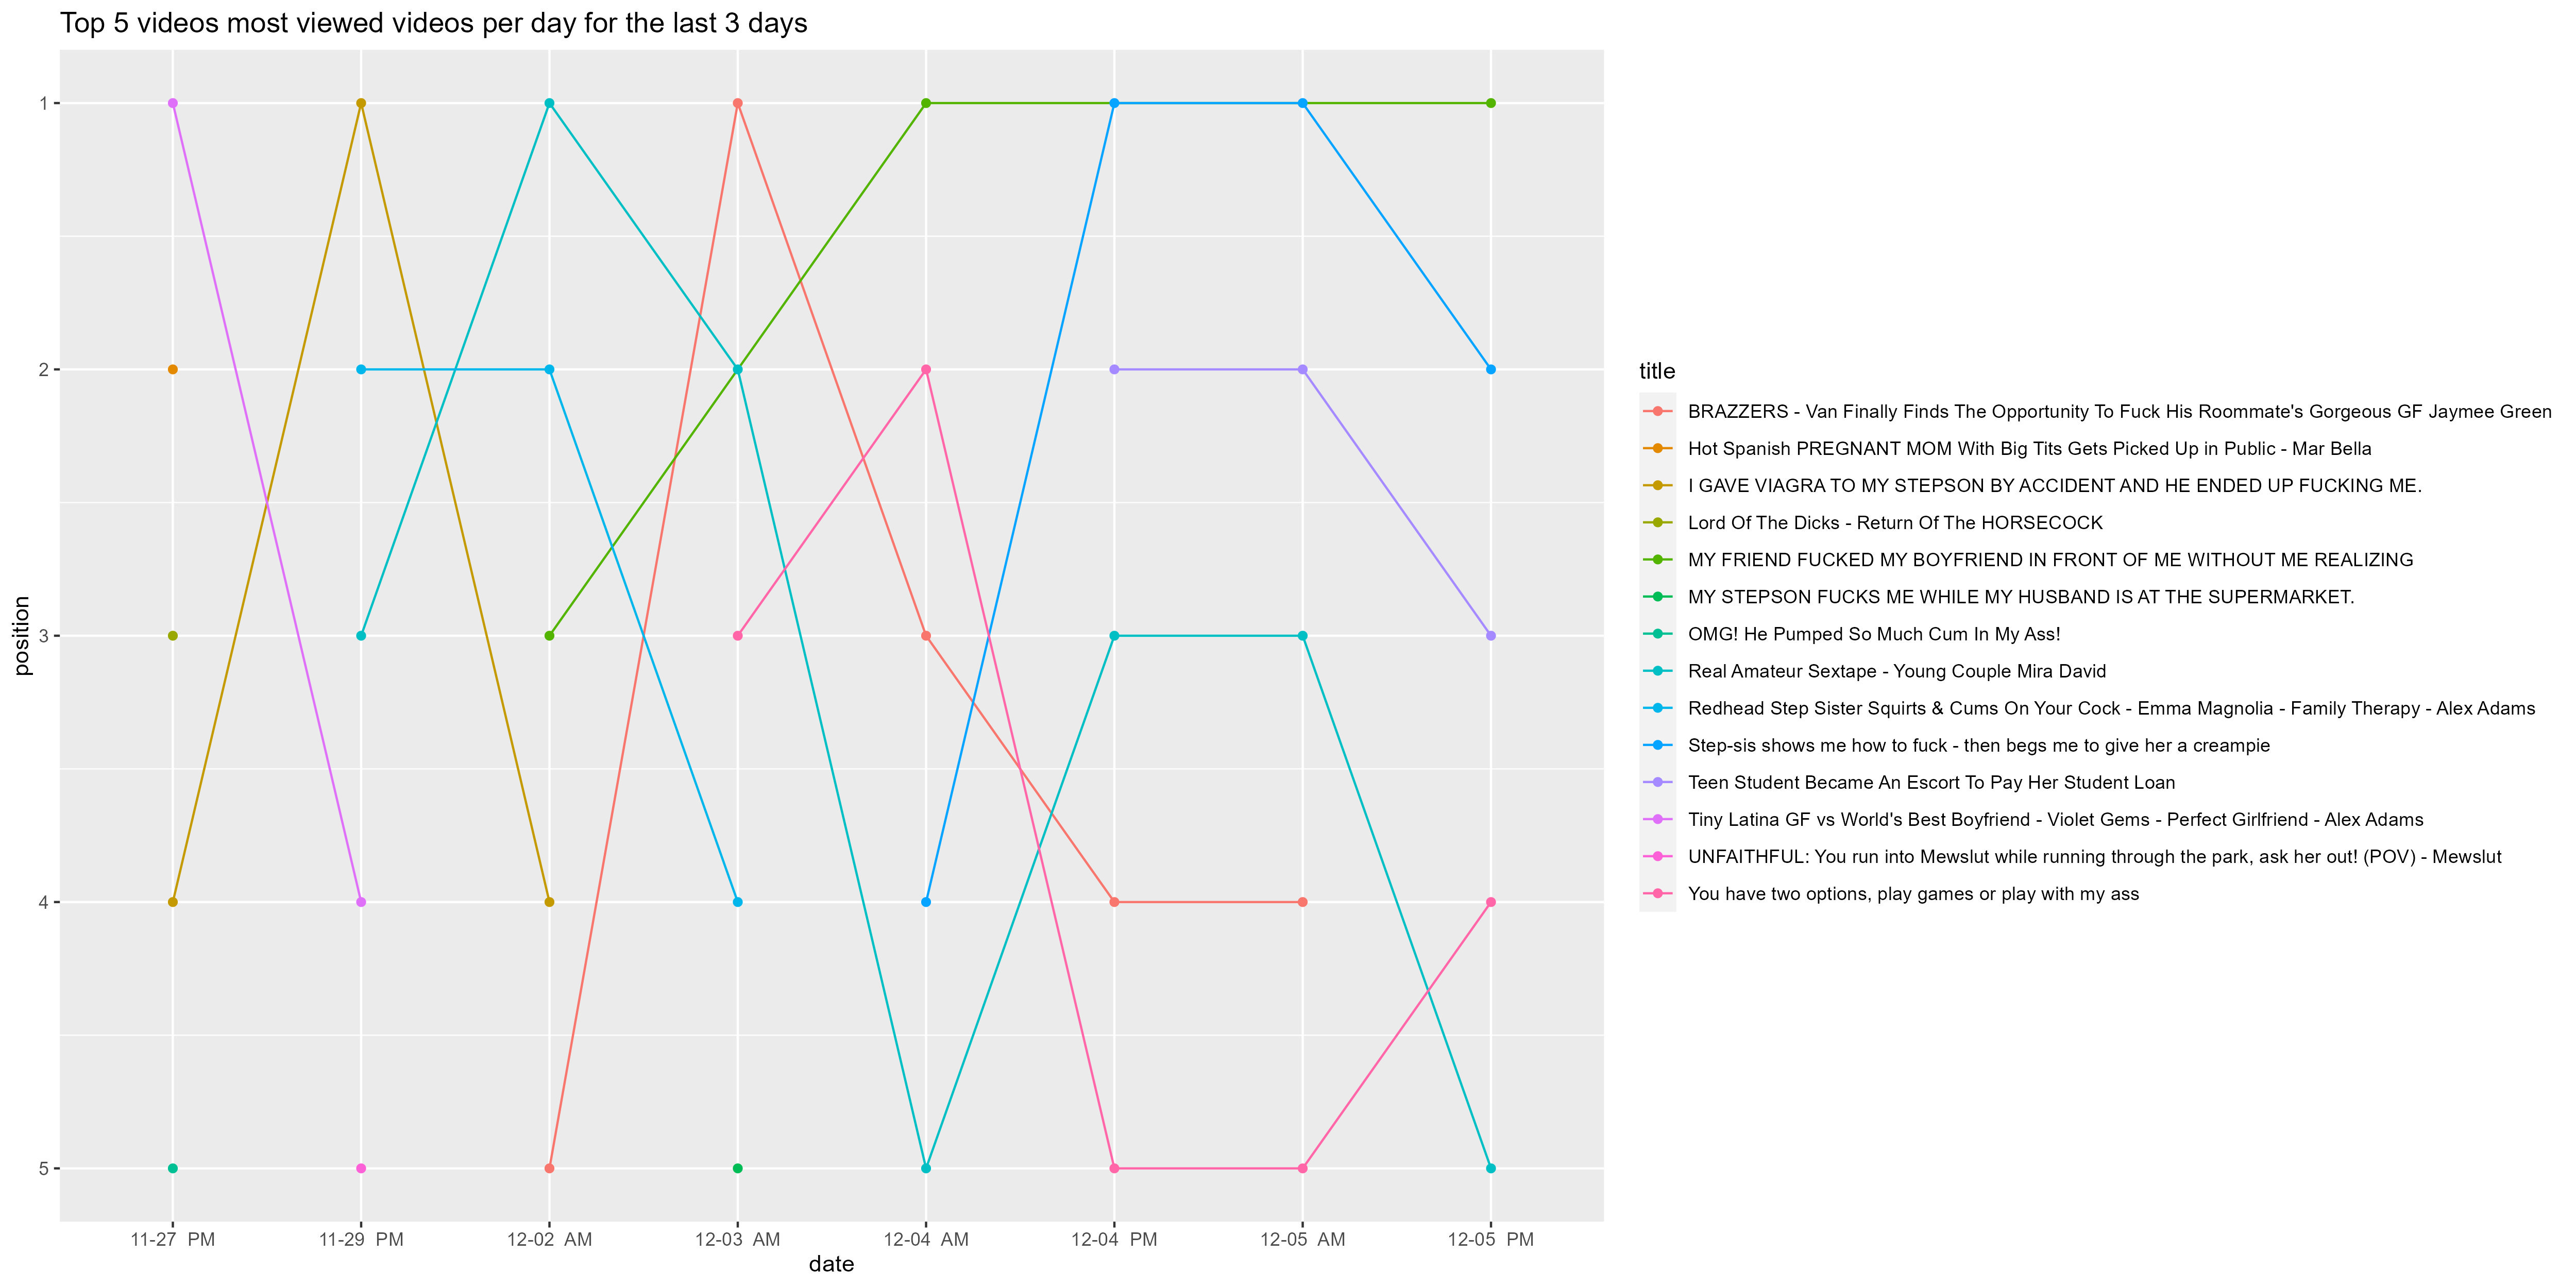 Top 5 videos most viewed videos per day for the last 3 days
position
1
2
3
4
5
11-27 PM
11-29 PM
12-02 AM
12-03 AM
12-04 AM
12-04 PM
12-05 AM
12-05 PM
date
title
BRAZZERS - Van Finally Finds The Opportunity To Fuck His Roommate's Gorgeous GF Jaymee Green
Hot Spanish PREGNANT MOM With Big Tits Gets Picked Up in Public - Mar Bella
I GAVE VIAGRA TO MY STEPSON BY ACCIDENT AND HE ENDED UP FUCKING ME.
Lord Of The Dicks - Return Of The HORSECOCK
MY FRIEND FUCKED MY BOYFRIEND IN FRONT OF ME WITHOUT ME REALIZING
MY STEPSON FUCKS ME WHILE MY HUSBAND IS AT THE SUPERMARKET.
OMG! He Pumped So Much Cum In My Ass!
Real Amateur Sextape - Young Couple Mira David
Redhead Step Sister Squirts & Cums On Your Cock - Emma Magnolia - Family Therapy - Alex Adams
Step-sis shows me how to fuck - then begs me to give her a creampie
Teen Student Became An Escort To Pay Her Student Loan
Tiny Latina GF vs World's Best Boyfriend - Violet Gems - Perfect Girlfriend - Alex Adams
UNFAITHFUL: You run into Mewslut while running through the park, ask her out! (POV) - Mewslut
You have two options, play games or play with my ass